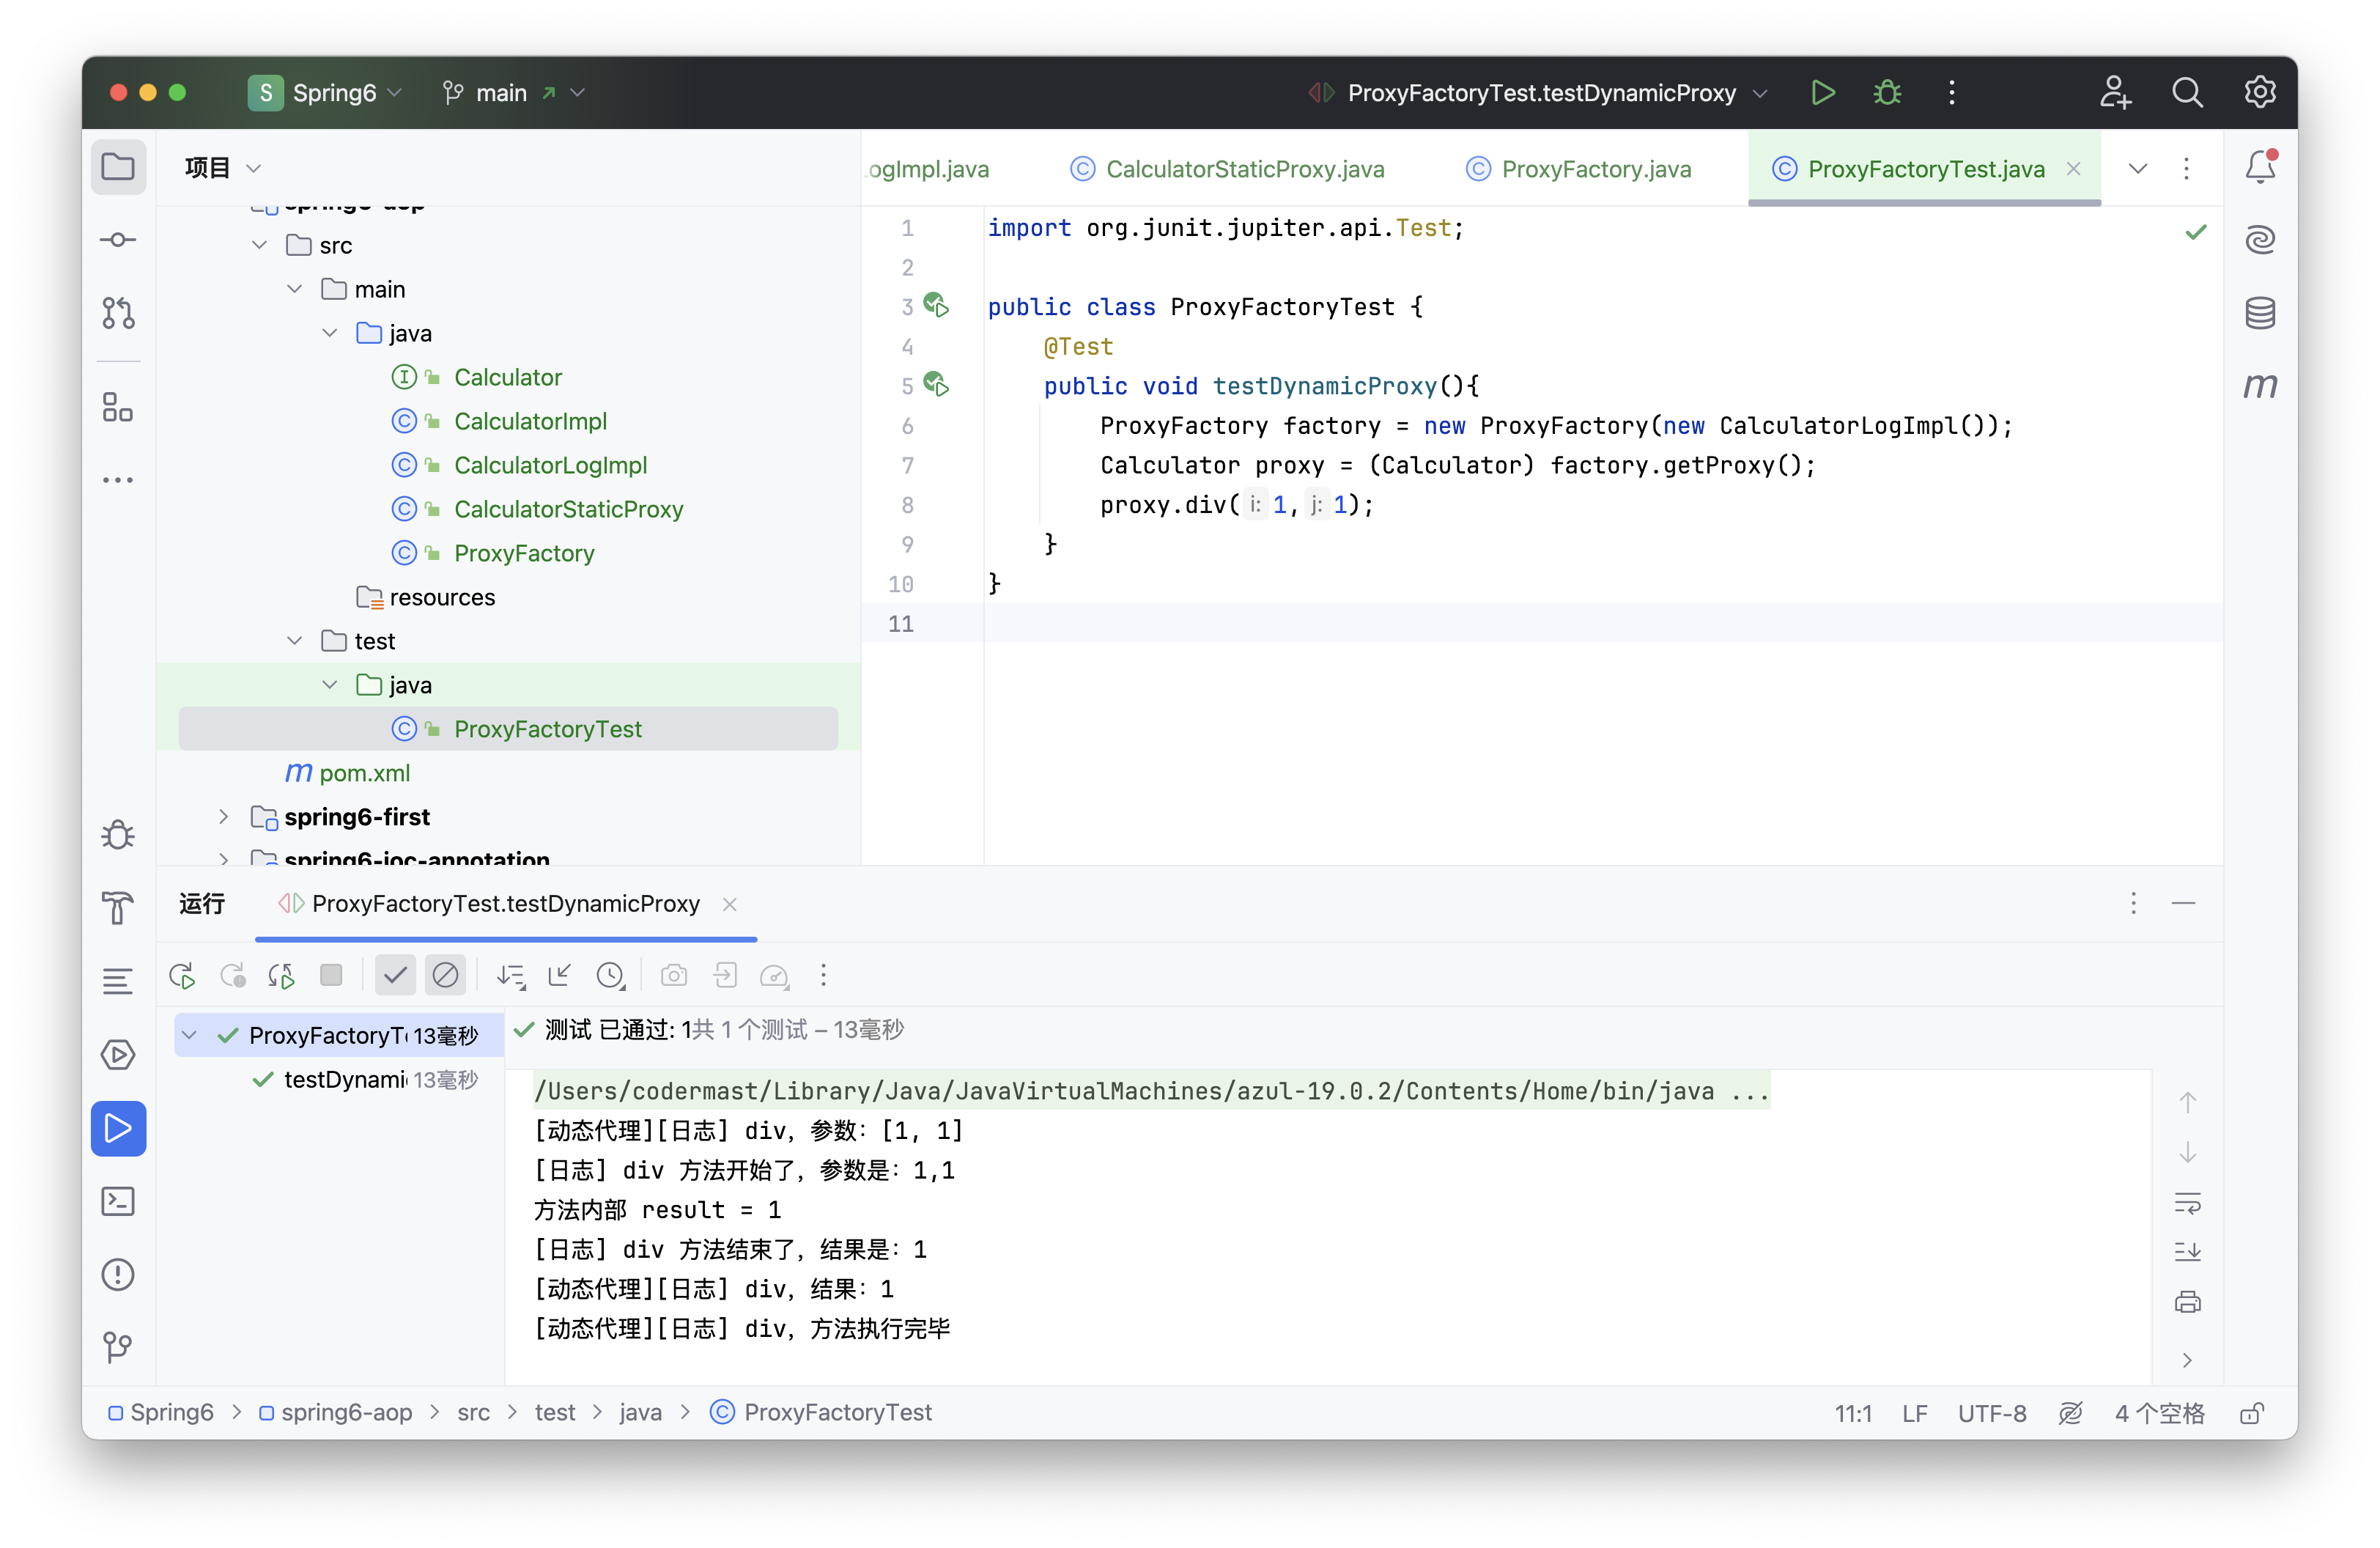 S Spring6 main ProxyFactoryTest.testDynamicProxy
项目
spring6-aop
src
main
java
Calculator
CalculatorImpl
CalculatorLogImpl
CalculatorStaticProxy
ProxyFactory
resources
test
java
ProxyFactoryTest
pom.xml
spring6-first
spring6-ioc-annotation
ogImpl.java CalculatorStaticProxy.java ProxyFactory.java ProxyFactoryTest.java
1 import org.junit.jupiter.api.Test;
2
3 public class ProxyFactoryTest {
4 @Test
5 public void testDynamicProxy(){
6 ProxyFactory factory = new ProxyFactory(new CalculatorLogImpl());
7 Calculator proxy = (Calculator) factory.getProxy();
8 proxy.div( i: 1, j: 1);
9 }
10 }
11
运行 ProxyFactoryTest.testDynamicProxy
ProxyFactoryT 13毫秒
testDynami 13毫秒
测试 已通过: 1共 1 个测试 – 13毫秒
/Users/codermast/Library/Java/JavaVirtualMachines/azul-19.0.2/Contents/Home/bin/java ...
[动态代理][日志] div，参数：[1, 1]
[日志] div 方法开始了，参数是：1,1
方法内部 result = 1
[日志] div 方法结束了，结果是：1
[动态代理][日志] div，结果：1
[动态代理][日志] div，方法执行完毕
Spring6 > spring6-aop > src > test > java > ProxyFactoryTest
11:1 LF UTF-8 4 个空格